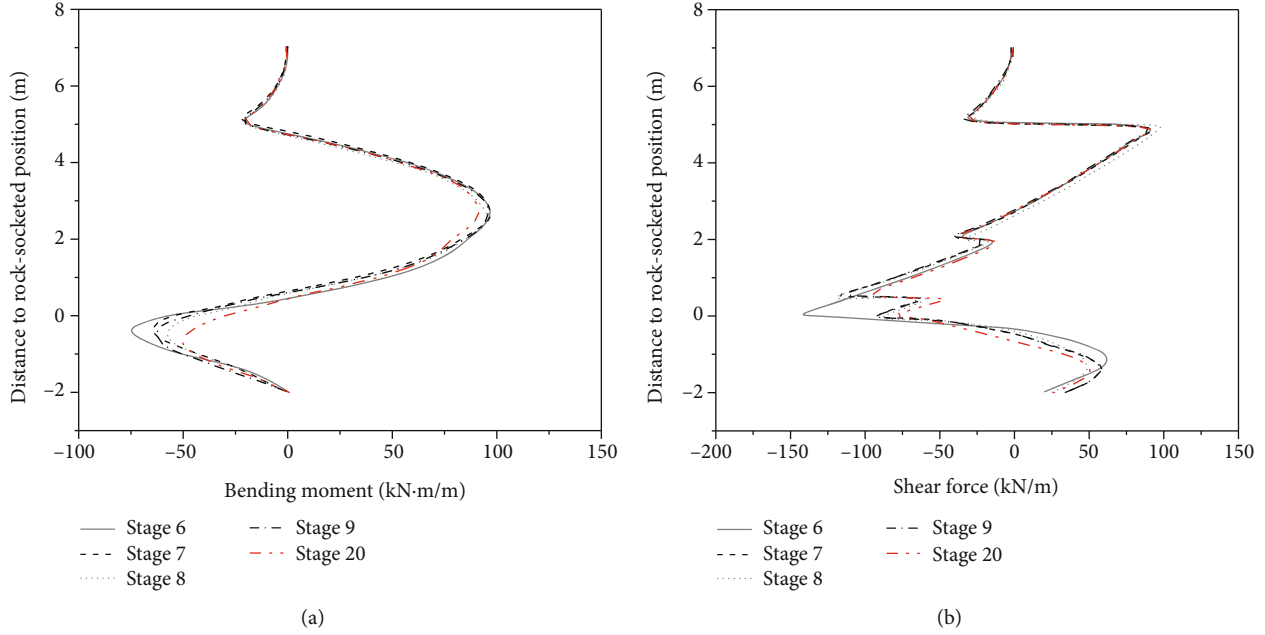 8
6
4
2
0
−2
Distance to rock-socketed position (m)
−100
−50
0
50
100
150
Bending moment (kN·m/m)
Stage 6
Stage 7
Stage 8
Stage 9
Stage 20
(a)
8
6
4
2
0
−2
Distance to rock-socketed position (m)
−200
−150
−100
−50
0
50
100
150
Shear force (kN/m)
Stage 6
Stage 7
Stage 8
Stage 9
Stage 20
(b)